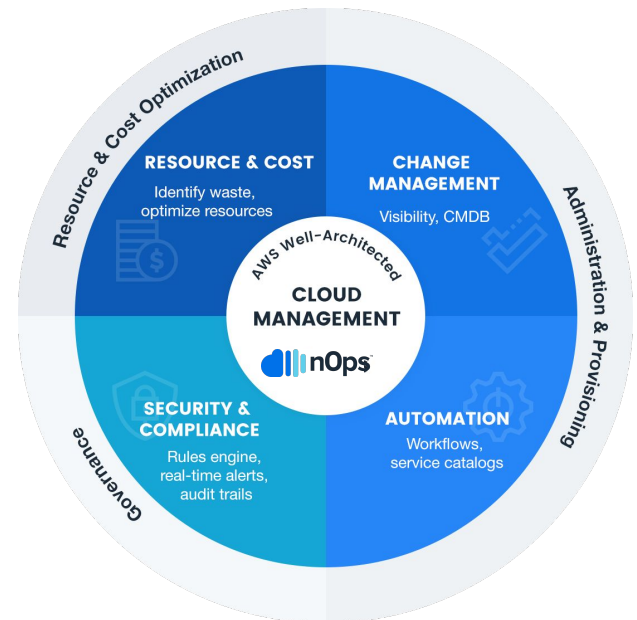 Resource & Cost Optimization
RESOURCE & COST
Identify waste,
optimize resources
CHANGE
MANAGEMENT
Visibility, CMDB
Administration & Provisioning
AWS Well-Architected
CLOUD
MANAGEMENT
nOps™
SECURITY &
COMPLIANCE
Rules engine,
real-time alerts,
audit trails
AUTOMATION
Workflows,
service catalogs
Governance